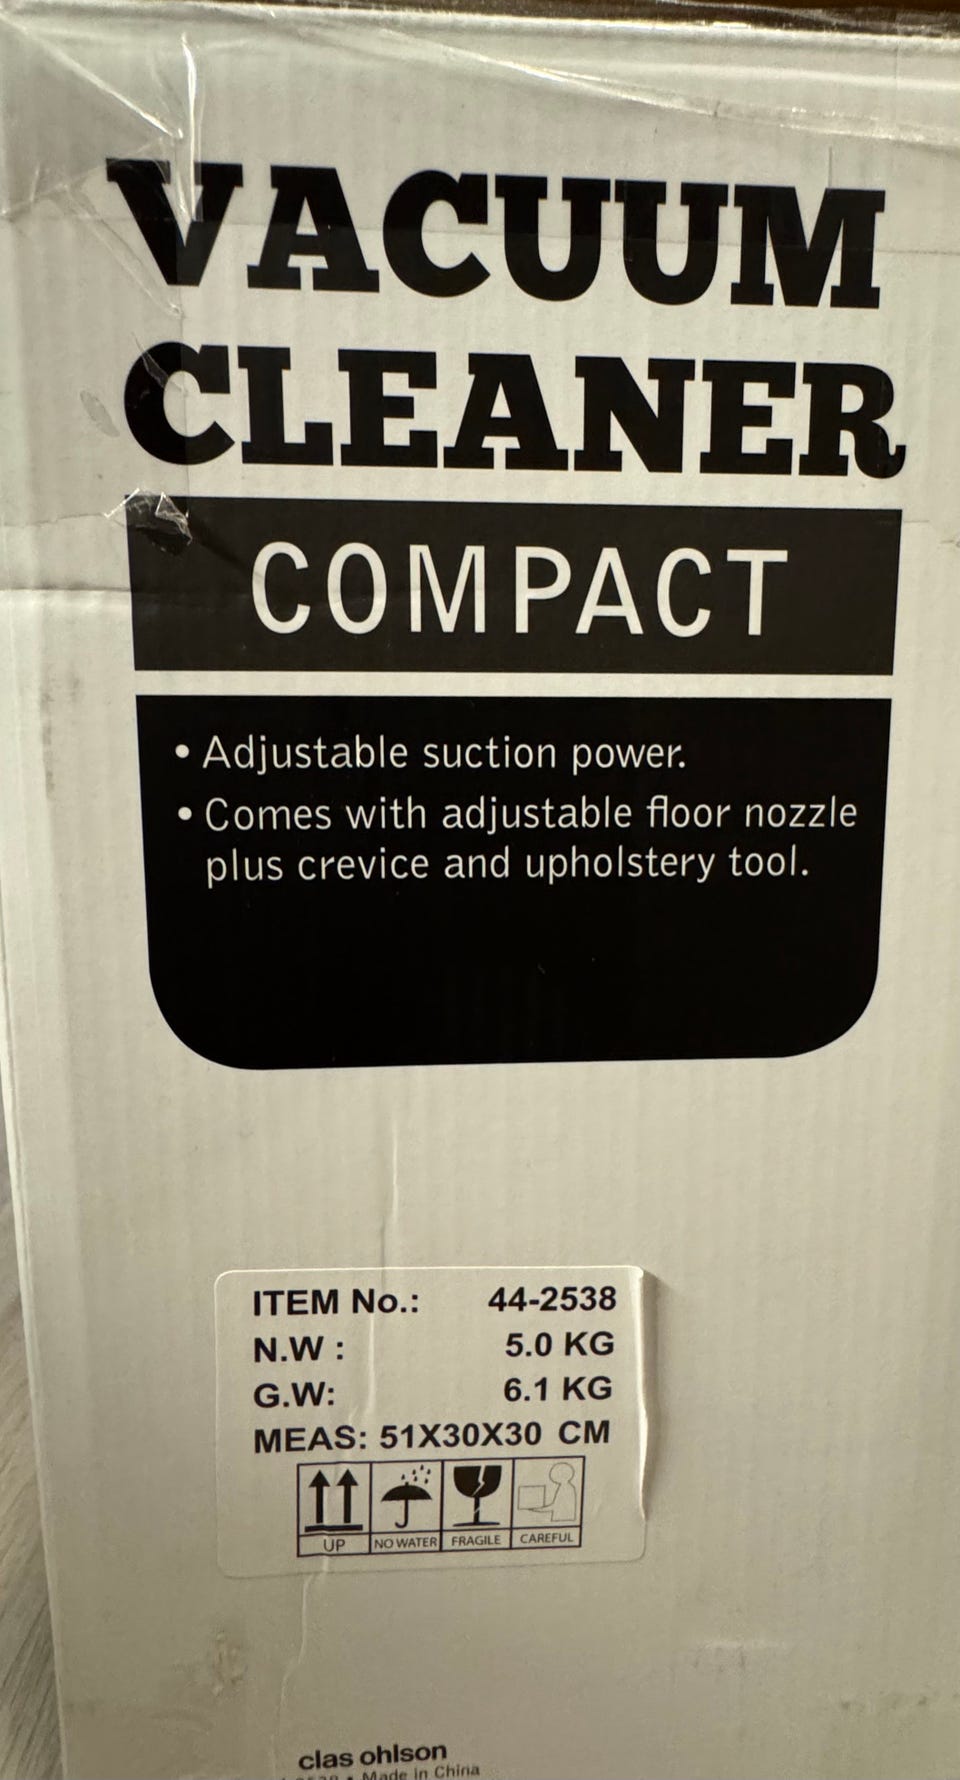 VACUUM
CLEANER
COMPACT
• Adjustable suction power.
• Comes with adjustable floor nozzle
plus crevice and upholstery tool.
ITEM No.: 44-2538
N.W : 5.0 KG
G.W: 6.1 KG
MEAS: 51X30X30 CM
UP NO WATER FRAGILE CAREFUL
clas ohlson
• Made in China